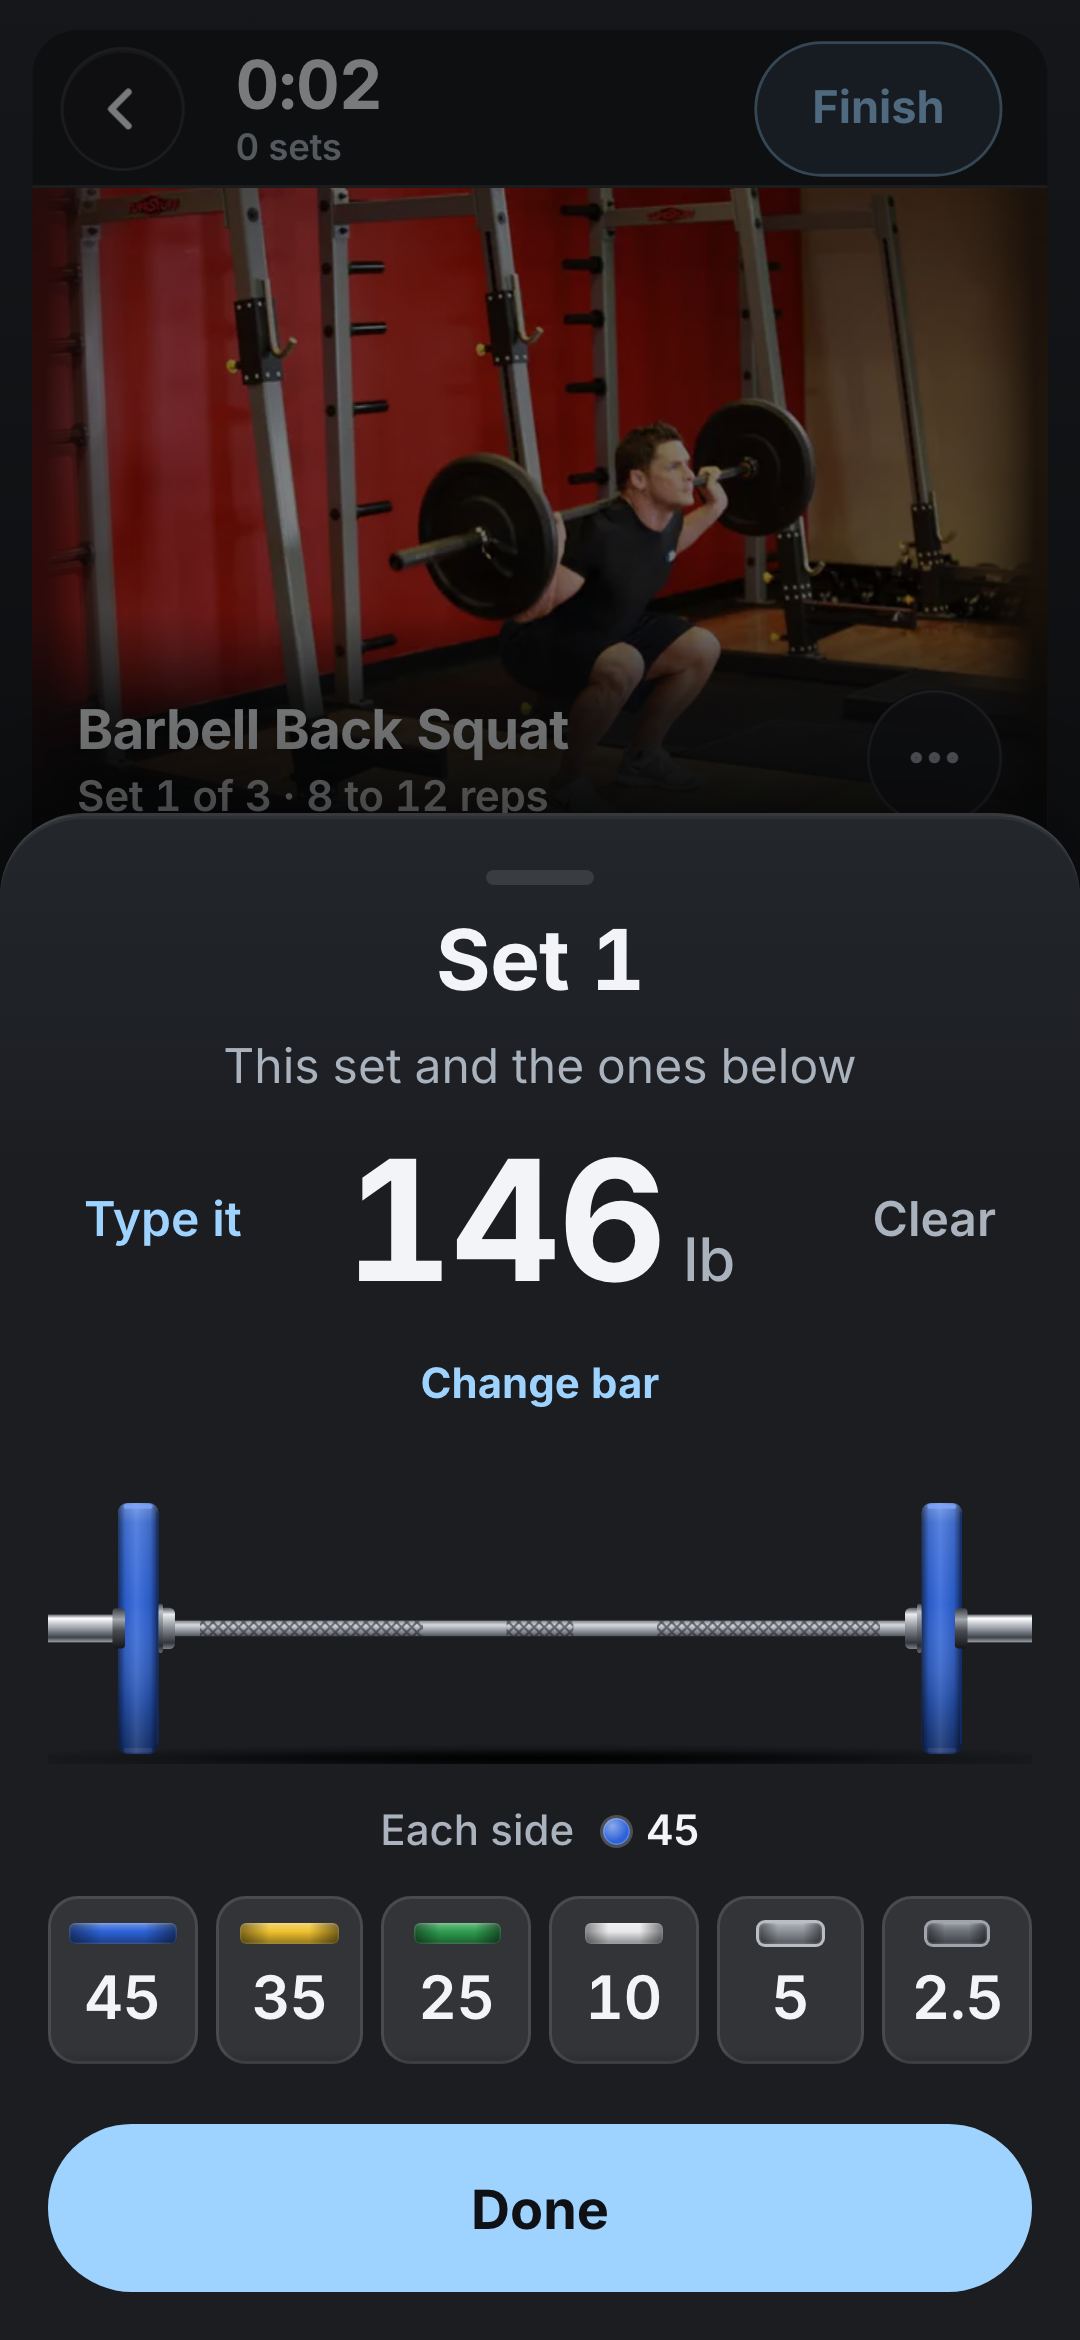 0:02
0 sets
Finish
Barbell Back Squat
Set 1 of 3 · 8 to 12 reps
Set 1
This set and the ones below
Type it
146 lb
Clear
Change bar
Each side 45
45 35 25 10 5 2.5
Done